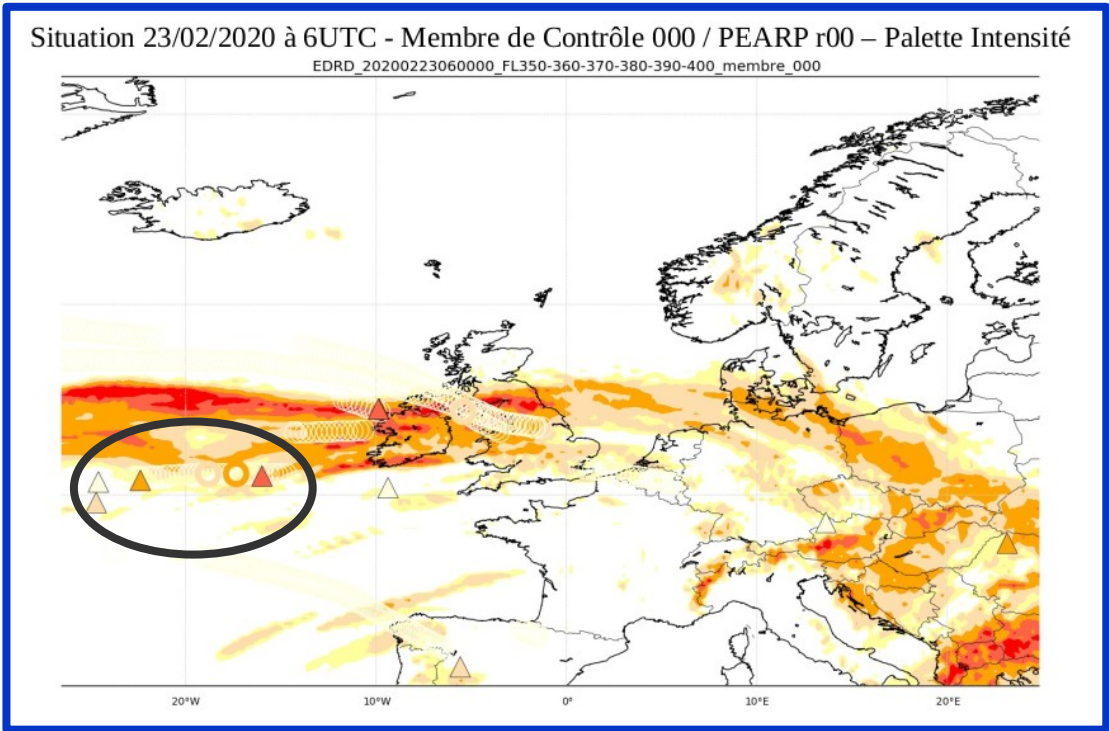 Situation 23/02/2020 à 6UTC - Membre de Contrôle 000 / PEARP r00 – Palette Intensité
EDRD_20200223060000_FL350-360-370-380-390-400_membre_000
20°W 10°W 0° 10°E 20°E